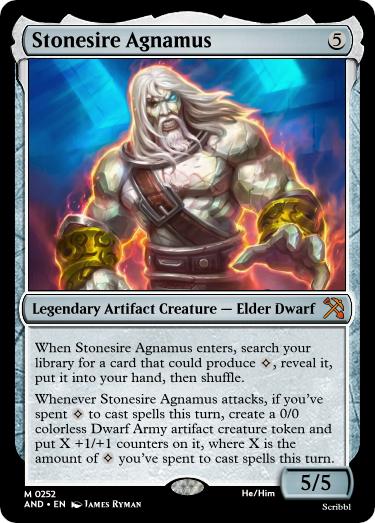 Stonesire Agnamus 5
Legendary Artifact Creature — Elder Dwarf
When Stonesire Agnamus enters, search your
library for a card that could produce ◇, reveal it,
put it into your hand, then shuffle.
Whenever Stonesire Agnamus attacks, if you've
spent ◇ to cast spells this turn, create a 0/0
colorless Dwarf Army artifact creature token and
put X +1/+1 counters on it, where X is the
amount of ◇ you've spent to cast spells this turn.
5/5
M 0252 He/Him
AND • EN JAMES RYMAN Scribbl